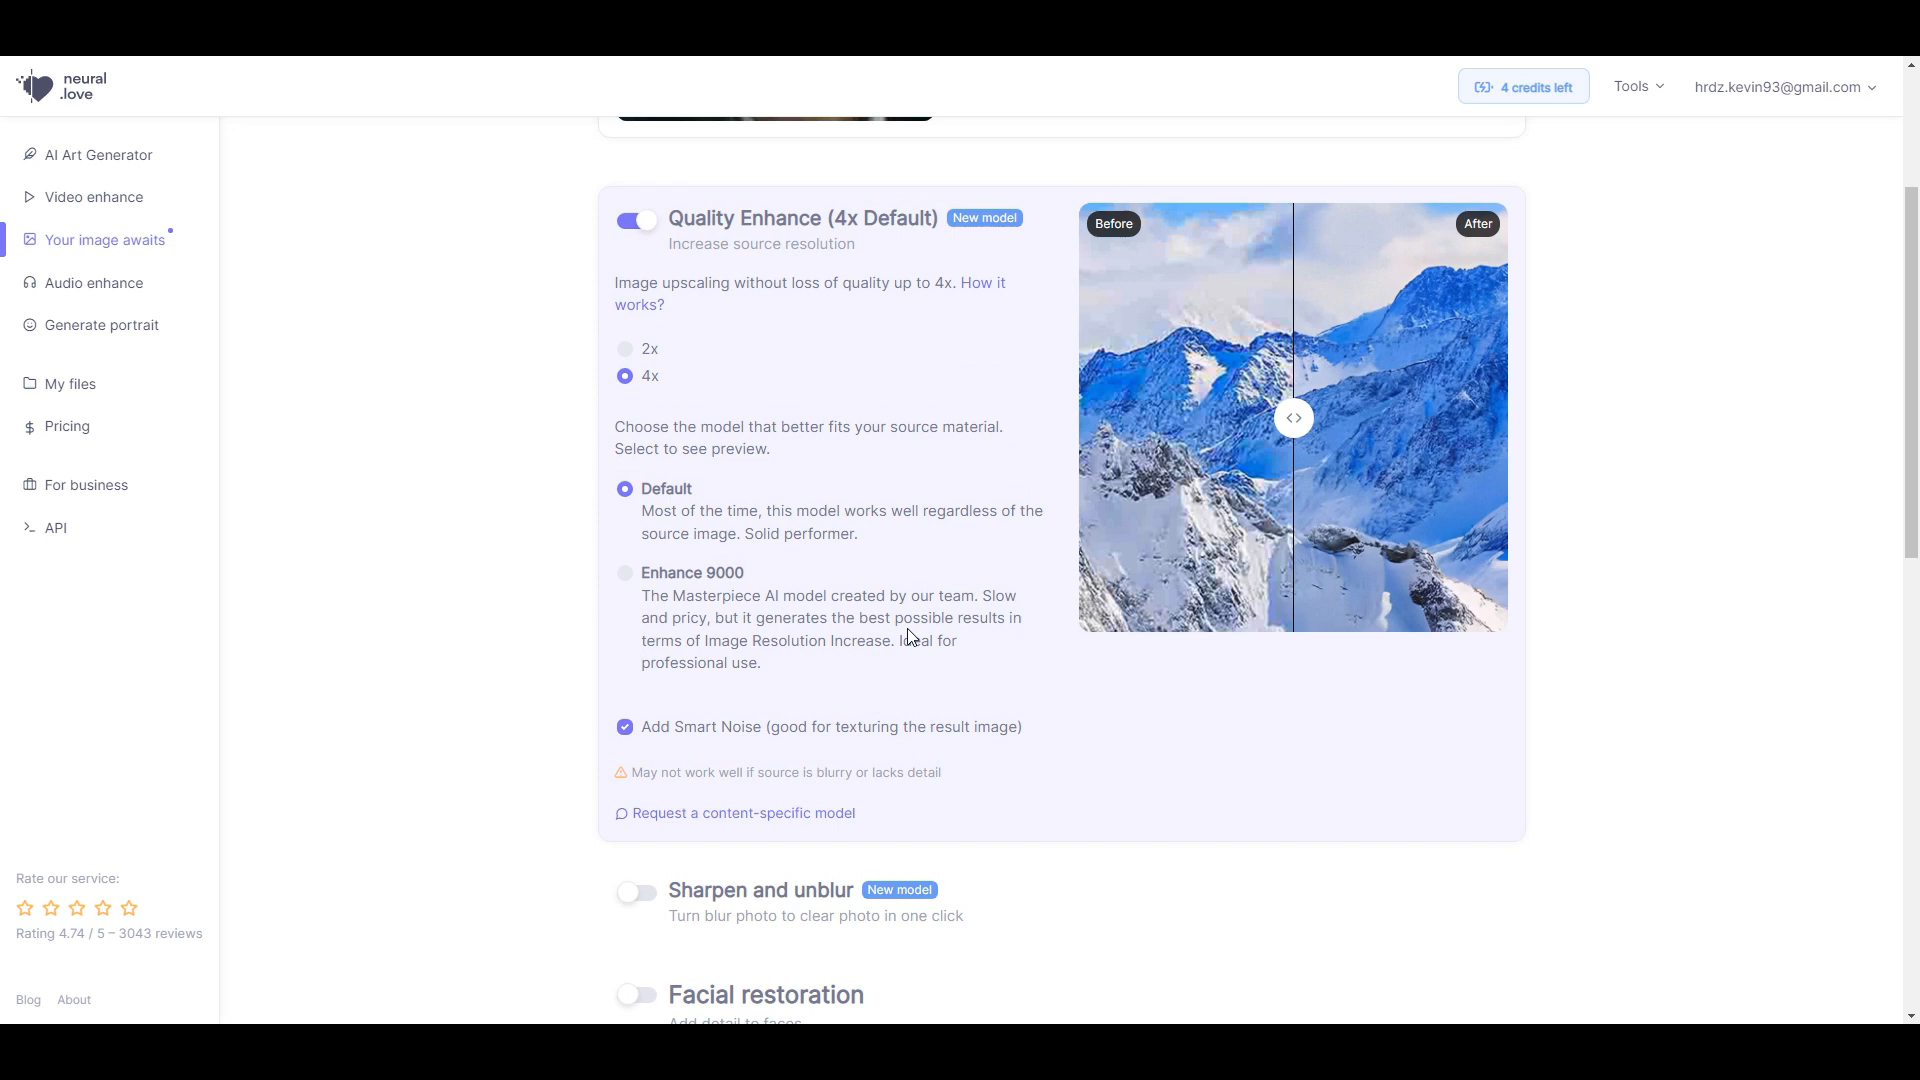 neural
.love
4 credits left
Tools
hrdz.kevin93@gmail.com
AI Art Generator
Video enhance
Your image awaits
Audio enhance
Generate portrait
My files
Pricing
For business
API
Rate our service:
Rating 4.74 / 5 – 3043 reviews
Blog About
Quality Enhance (4x Default) New model
Increase source resolution
Image upscaling without loss of quality up to 4x. How it
works?
2x
4x
Choose the model that better fits your source material.
Select to see preview.
Default
Most of the time, this model works well regardless of the
source image. Solid performer.
Enhance 9000
The Masterpiece AI model created by our team. Slow
and pricy, but it generates the best possible results in
terms of Image Resolution Increase. Ideal for
professional use.
Add Smart Noise (good for texturing the result image)
May not work well if source is blurry or lacks detail
Request a content-specific model
Before
After
Sharpen and unblur New model
Turn blur photo to clear photo in one click
Facial restoration
Add detail to faces